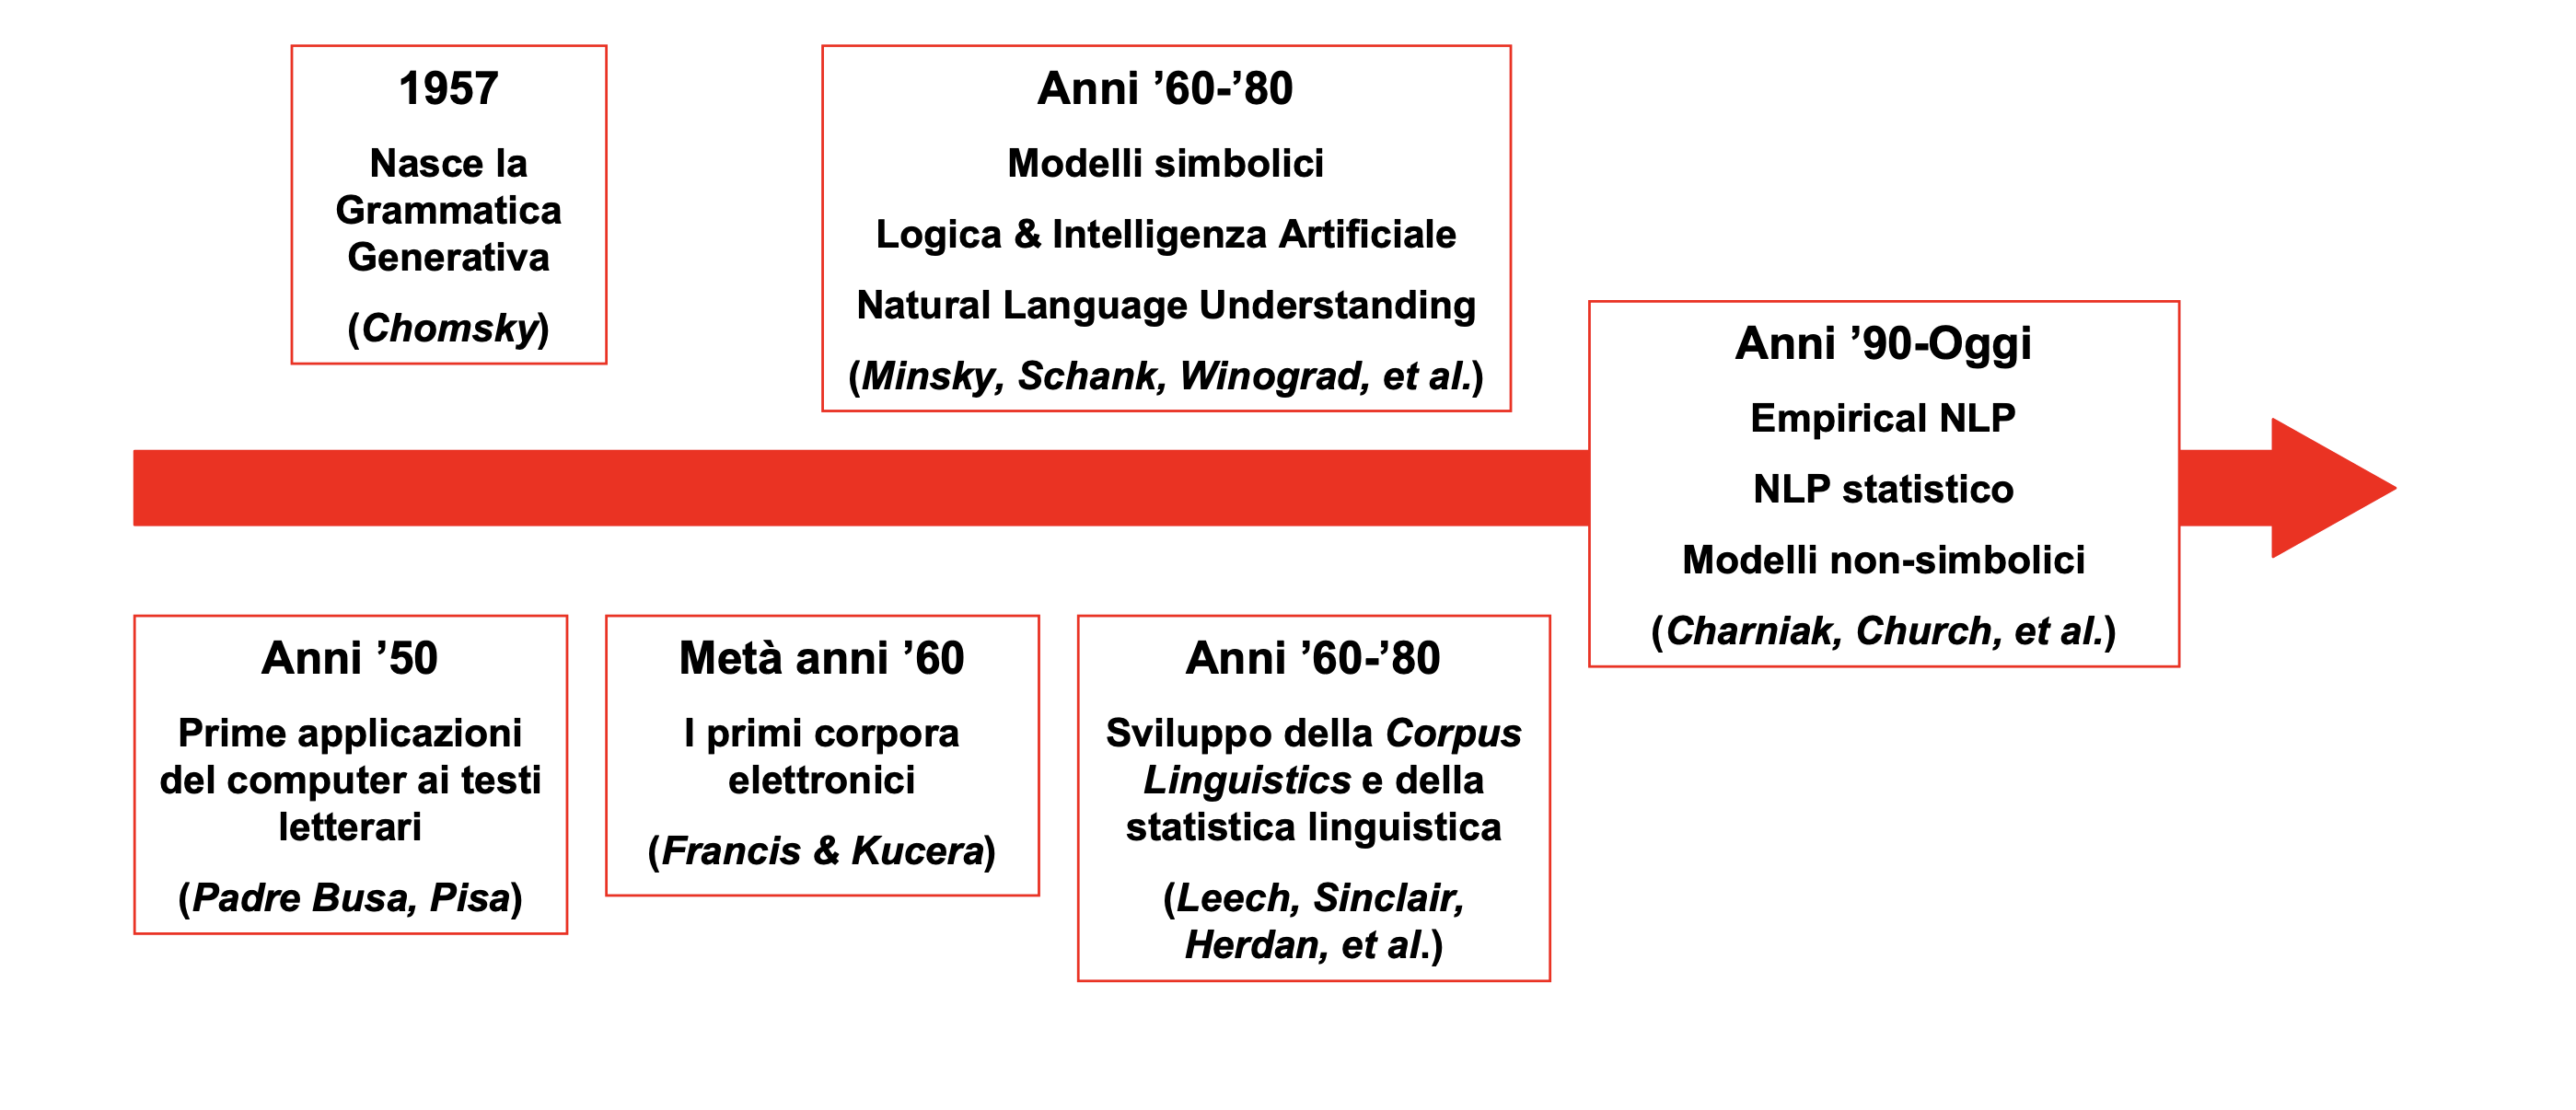 1957
Nasce la
Grammatica
Generativa
(Chomsky)
Anni ’60-’80
Modelli simbolici
Logica & Intelligenza Artificiale
Natural Language Understanding
(Minsky, Schank, Winograd, et al.)
Anni ’90-Oggi
Empirical NLP
NLP statistico
Modelli non-simbolici
(Charniak, Church, et al.)
Anni ’50
Prime applicazioni
del computer ai testi
letterari
(Padre Busa, Pisa)
Metà anni ’60
I primi corpora
elettronici
(Francis & Kucera)
Anni ’60-’80
Sviluppo della Corpus
Linguistics e della
statistica linguistica
(Leech, Sinclair,
Herdan, et al.)